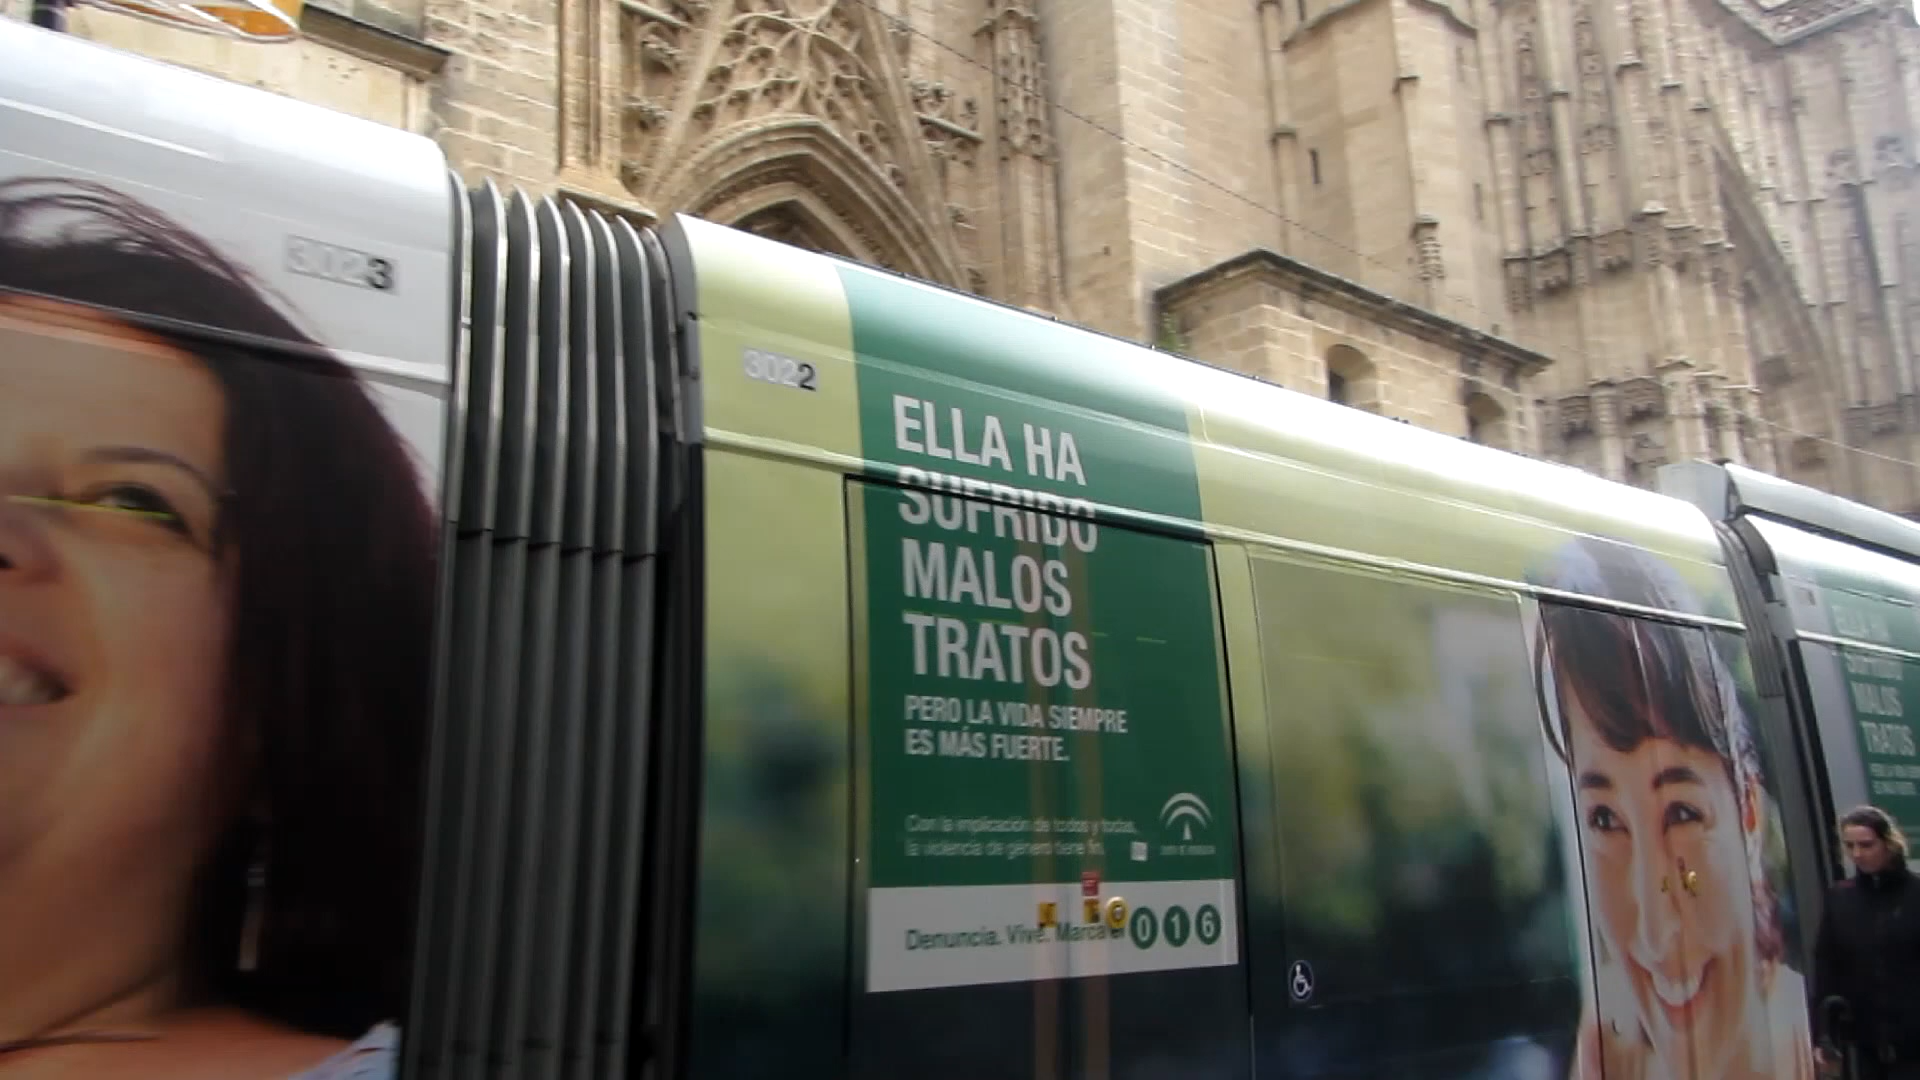 3023
3022
ELLA HA
SUFRIDO
MALOS
TRATOS
PERO LA VIDA SIEMPRE
ES MÁS FUERTE.
Con la implicación de todos y todas,
la violencia de género tiene fin.
Denuncia. Vive. Marca el 016
ELLA HA
SUFRIDO
MALOS
TRATOS